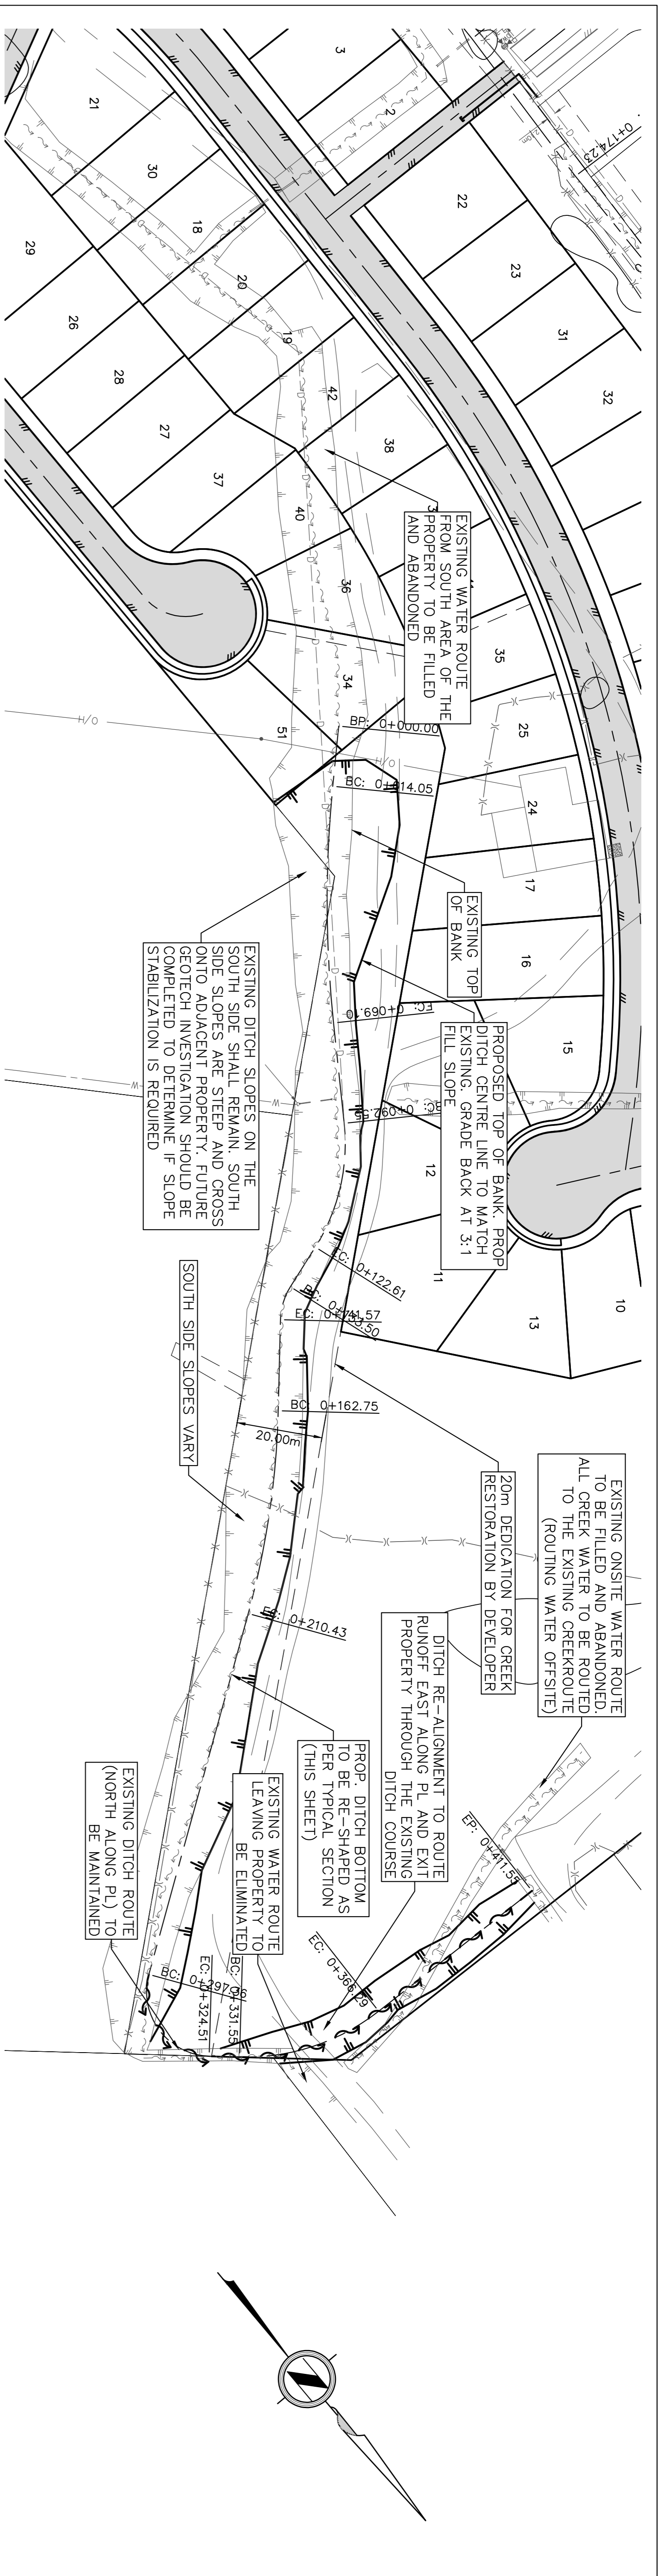 3
2
21
30
18
20
29
26
28
27
37
19
42
38
40
36
34
51
22
23
31
32
35
25
24
17
16
15
12
11
13
10
0+174.23
EXISTING WATER ROUTE
FROM SOUTH AREA OF THE
PROPERTY TO BE FILLED
AND ABANDONED
H/O
H/O
BP: 0+000.00
BC: 0+014.05
EXISTING TOP
OF BANK
EC: 0+069.10
BC: 0+092.55
PROPOSED TOP OF BANK. PROP
DITCH CENTRE LINE TO MATCH
EXISTING. GRADE BACK AT 3:1
FILL SLOPE
EXISTING DITCH SLOPES ON THE
SOUTH SIDE SHALL REMAIN. SOUTH
SIDE SLOPES ARE STEEP AND CROSS
ONTO ADJACENT PROPERTY. FUTURE
GEOTECH INVESTIGATION SHOULD BE
COMPLETED TO DETERMINE IF SLOPE
STABILIZATION IS REQUIRED
W
EC: 0+122.61
EC: 0+141.57
BC: 0+162.75
20.00m
SOUTH SIDE SLOPES VARY
EXISTING ONSITE WATER ROUTE
TO BE FILLED AND ABANDONED.
ALL CREEK WATER TO BE ROUTED
TO THE EXISTING CREEKROUTE
(ROUTING WATER OFFSITE)
20m DEDICATION FOR CREEK
RESTORATION BY DEVELOPER
EC: 0+210.43
DITCH RE-ALIGNMENT TO ROUTE
RUNOFF EAST ALONG PL AND EXIT
PROPERTY THROUGH THE EXISTING
DITCH COURSE
PROP. DITCH BOTTOM
TO BE RE-SHAPED AS
PER TYPICAL SECTION
(THIS SHEET)
EXISTING WATER ROUTE
LEAVING PROPERTY TO
BE ELIMINATED
EXISTING DITCH ROUTE
(NORTH ALONG PL) TO
BE MAINTAINED
EP: 0+411.55
EC: 0+366.29
BC: 0+331.55
EC: 0+324.51